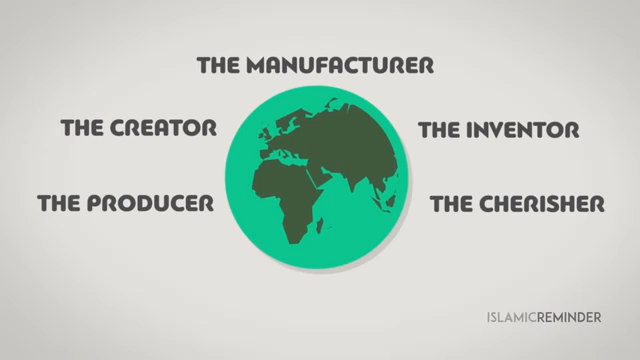 THE MANUFACTURER
THE CREATOR
THE INVENTOR
THE PRODUCER
THE CHERISHER
ISLAMICREMINDER